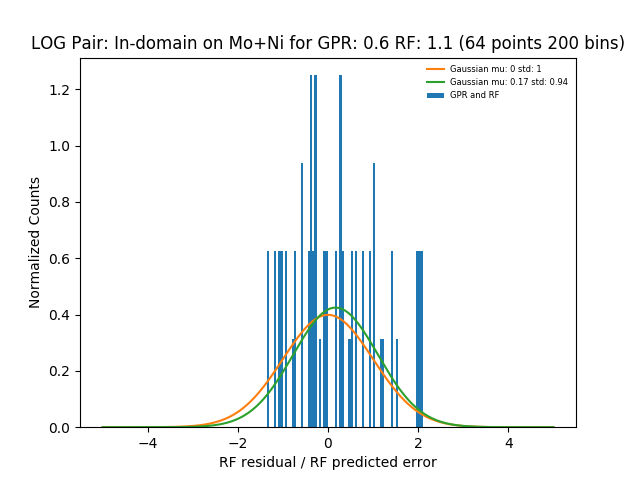 LOG Pair: In-domain on Mo+Ni for GPR: 0.6 RF: 1.1 (64 points 200 bins)
Gaussian mu: 0 std: 1
Gaussian mu: 0.17 std: 0.94
GPR and RF
Normalized Counts
1.2
1.0
0.8
0.6
0.4
0.2
0.0
−4 −2 0 2 4
RF residual / RF predicted error